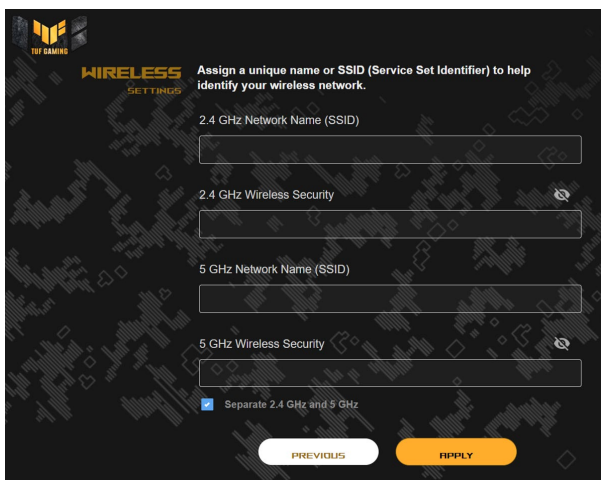 TUF GAMING
WIRELESS
SETTINGS
Assign a unique name or SSID (Service Set Identifier) to help
identify your wireless network.
2.4 GHz Network Name (SSID)
2.4 GHz Wireless Security
5 GHz Network Name (SSID)
5 GHz Wireless Security
Separate 2.4 GHz and 5 GHz
PREVIOUS
APPLY